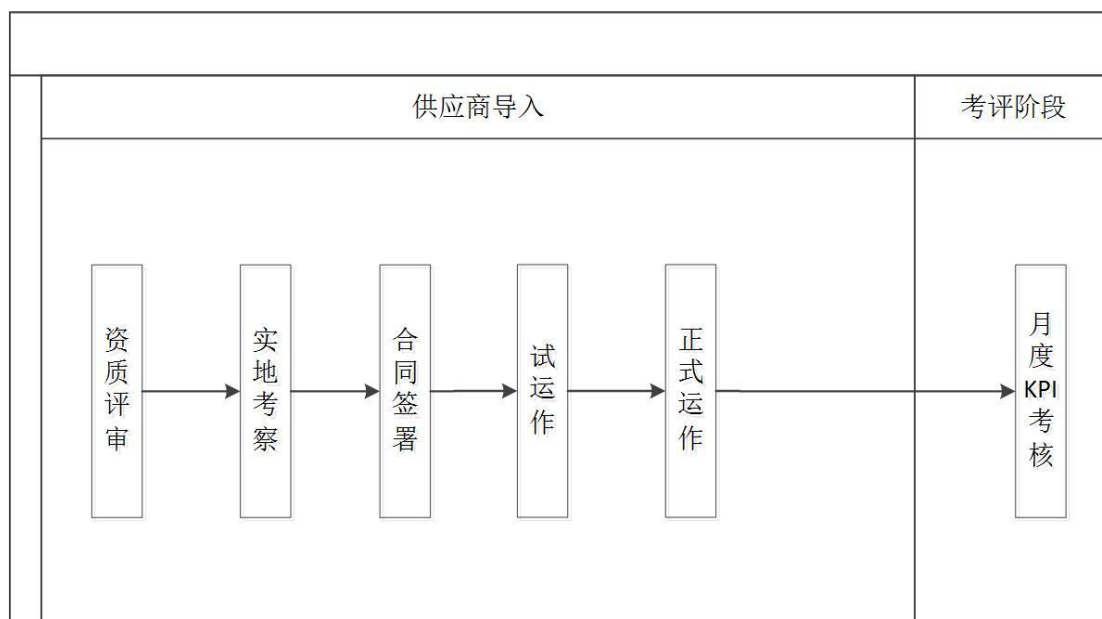 供应商导入
考评阶段
资质评审
实地考察
合同签署
试运作
正式运作
月度KPI考核